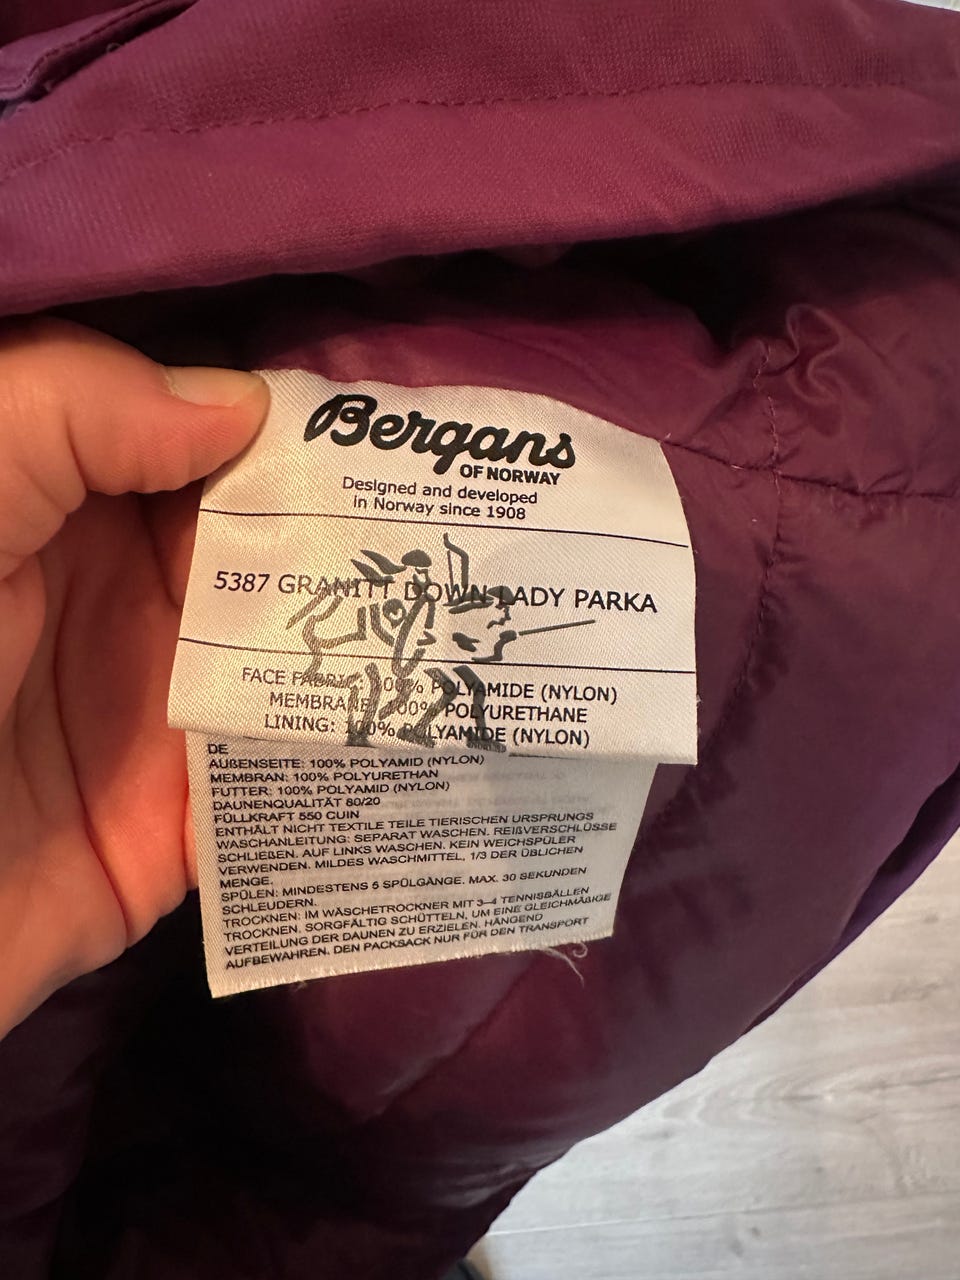 Bergans
OF NORWAY
Designed and developed
in Norway since 1908
5387 GRANITT DOWN LADY PARKA
FACE FABRIC: 100% POLYAMIDE (NYLON)
MEMBRANE: 100% POLYURETHANE
LINING: 100% POLYAMIDE (NYLON)
DE
AUßENSEITE: 100% POLYAMID (NYLON)
MEMBRAN: 100% POLYURETHAN
FUTTER: 100% POLYAMID (NYLON)
DAUNENQUALITÄT 80/20
FÜLLKRAFT 550 CUIN
ENTHÄLT NICHT TEXTILE TEILE TIERISCHEN URSPRUNGS
WASCHANLEITUNG: SEPARAT WASCHEN. REIßVERSCHLÜSSE
SCHLIEßEN. AUF LINKS WASCHEN. KEIN WEICHSPÜLER
VERWENDEN. MILDES WASCHMITTEL, 1/3 DER ÜBLICHEN
MENGE.
SPÜLEN: MINDESTENS 5 SPÜLGÄNGE. MAX. 30 SEKUNDEN
SCHLEUDERN.
TROCKNEN: IM WÄSCHETROCKNER MIT 3–4 TENNISBÄLLEN
TROCKNEN. SORGFÄLTIG SCHÜTTELN, UM EINE GLEICHMÄßIGE
VERTEILUNG DER DAUNEN ZU ERZIELEN. HÄNGEND
AUFBEWAHREN. DEN PACKSACK NUR FÜR DEN TRANSPORT